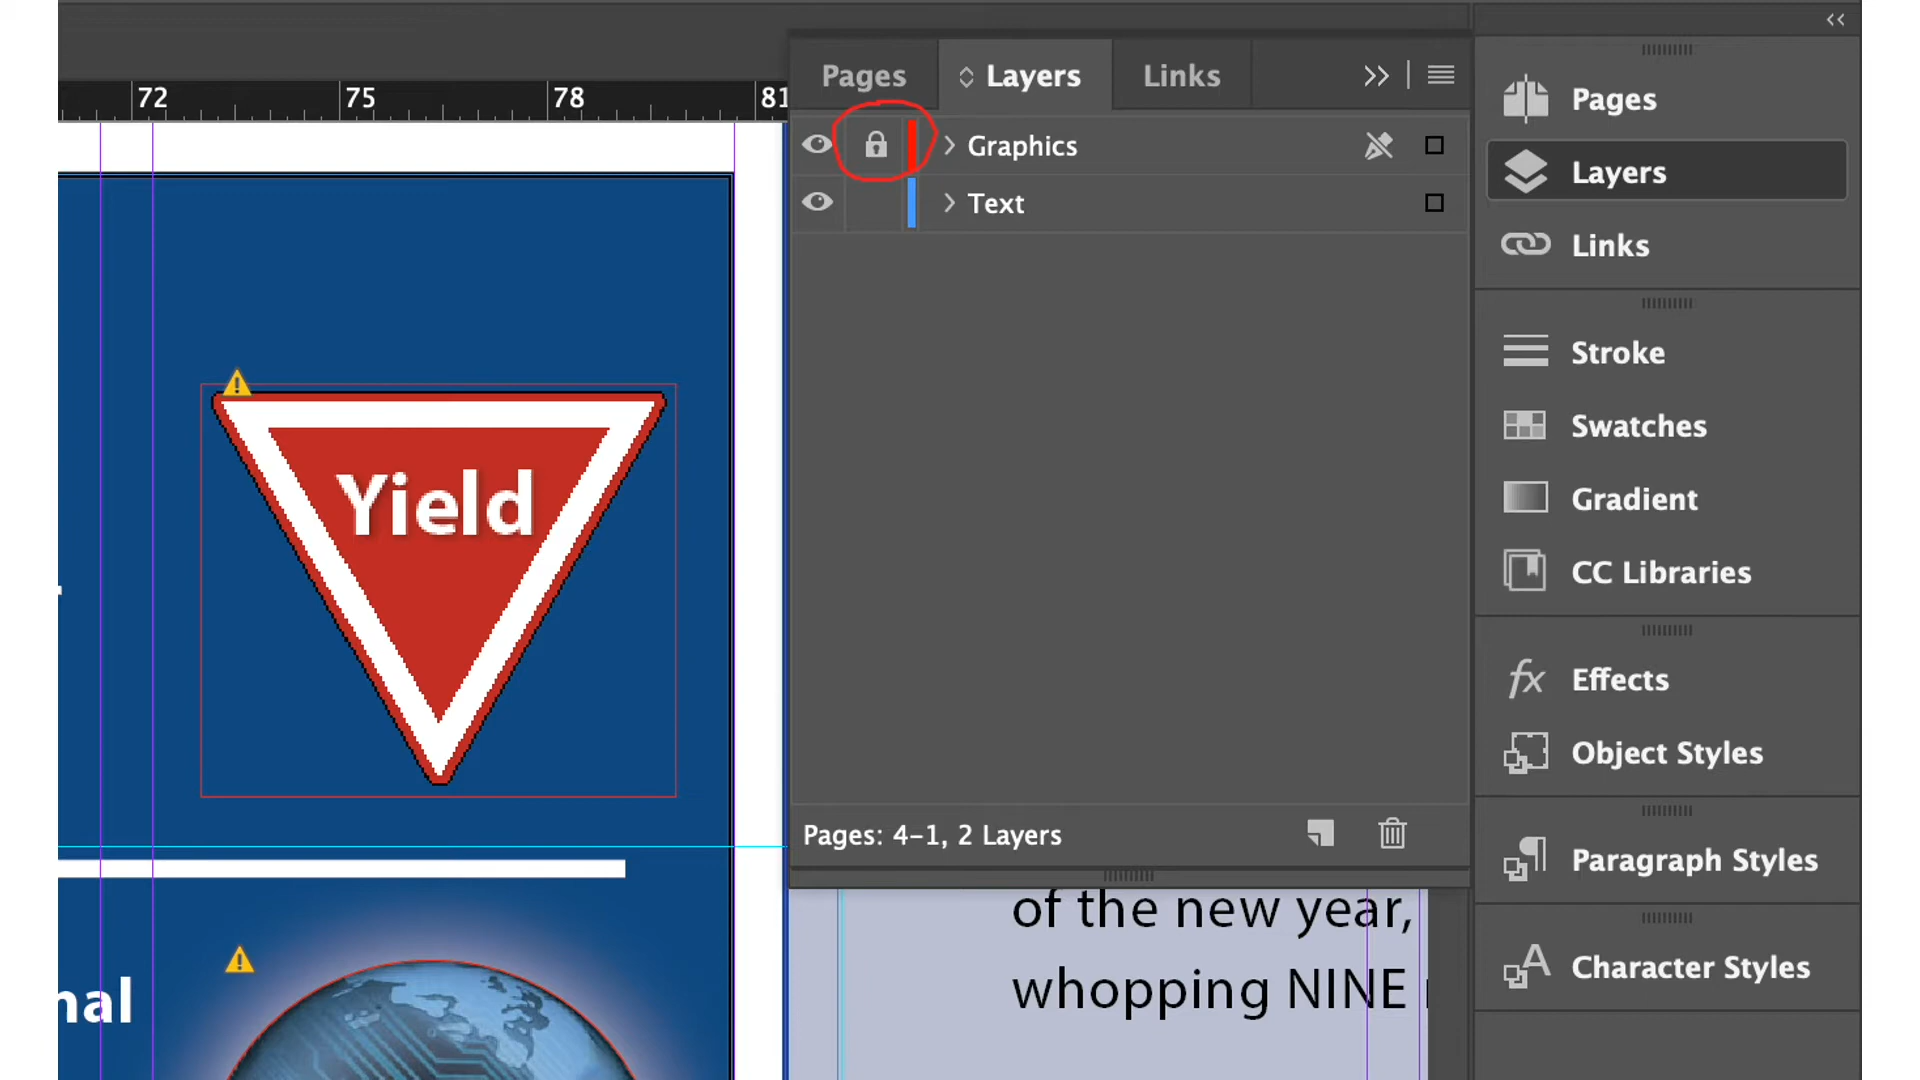 72 75 78 81
Pages Layers Links
Graphics
Text
Pages: 4-1, 2 Layers
Pages
Layers
Links
Stroke
Swatches
Gradient
CC Libraries
Effects
Object Styles
Paragraph Styles
Character Styles
Yield
nal
of the new year,
whopping NINE